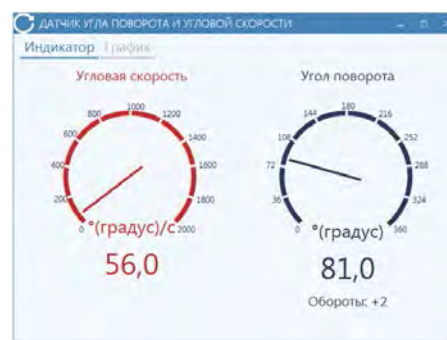 ДАТЧИК УГЛА ПОВОРОТА И УГЛОВОЙ СКОРОСТИ
Индикатор График
Угловая скорость
0 200 400 600 800 1000 1200 1400 1600 1800 2000
°(градус)/с
56,0
Угол поворота
0 36 72 108 144 180 216 252 288 324 360
°(градус)
81,0
Обороты: +2